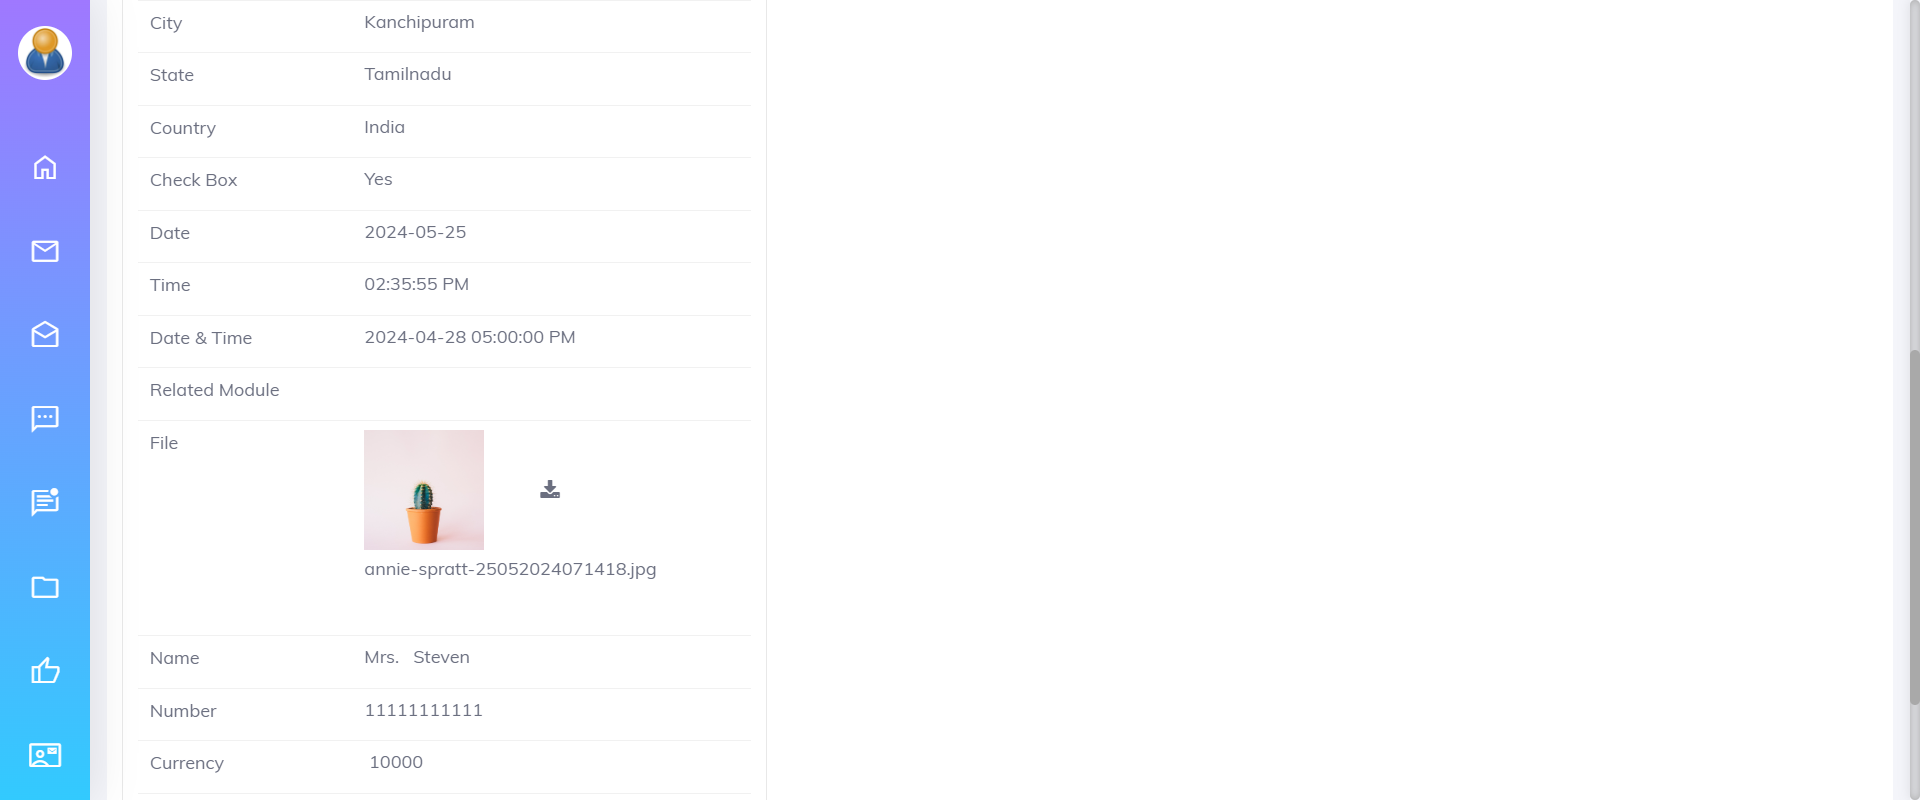 City Kanchipuram
State Tamilnadu
Country India
Check Box Yes
Date 2024-05-25
Time 02:35:55 PM
Date & Time 2024-04-28 05:00:00 PM
Related Module
File
annie-spratt-25052024071418.jpg
Name Mrs. Steven
Number 11111111111
Currency 10000